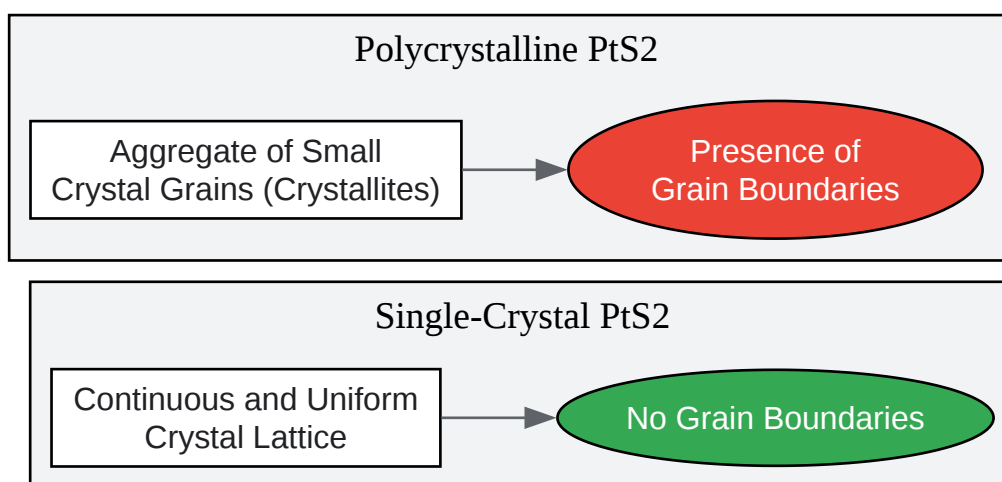 Polycrystalline PtS2
Aggregate of Small
Crystal Grains (Crystallites)
Presence of
Grain Boundaries
Single-Crystal PtS2
Continuous and Uniform
Crystal Lattice
No Grain Boundaries